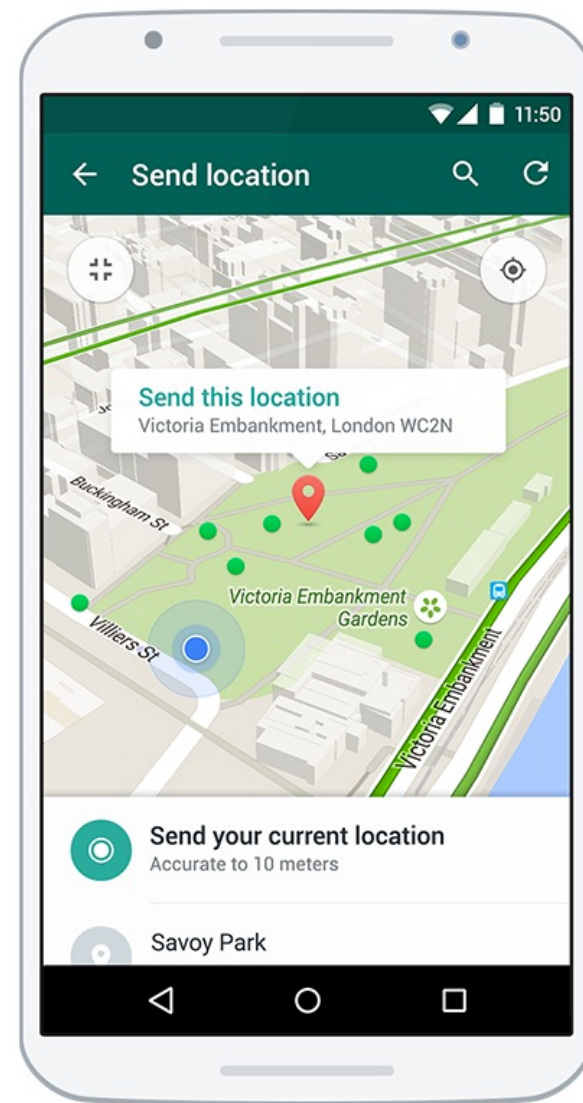 11:50
Send location
Send this location
Victoria Embankment, London WC2N
Buckingham St
Victoria Embankment
Gardens
Villiers St
Victoria Embankment
Send your current location
Accurate to 10 meters
Savoy Park